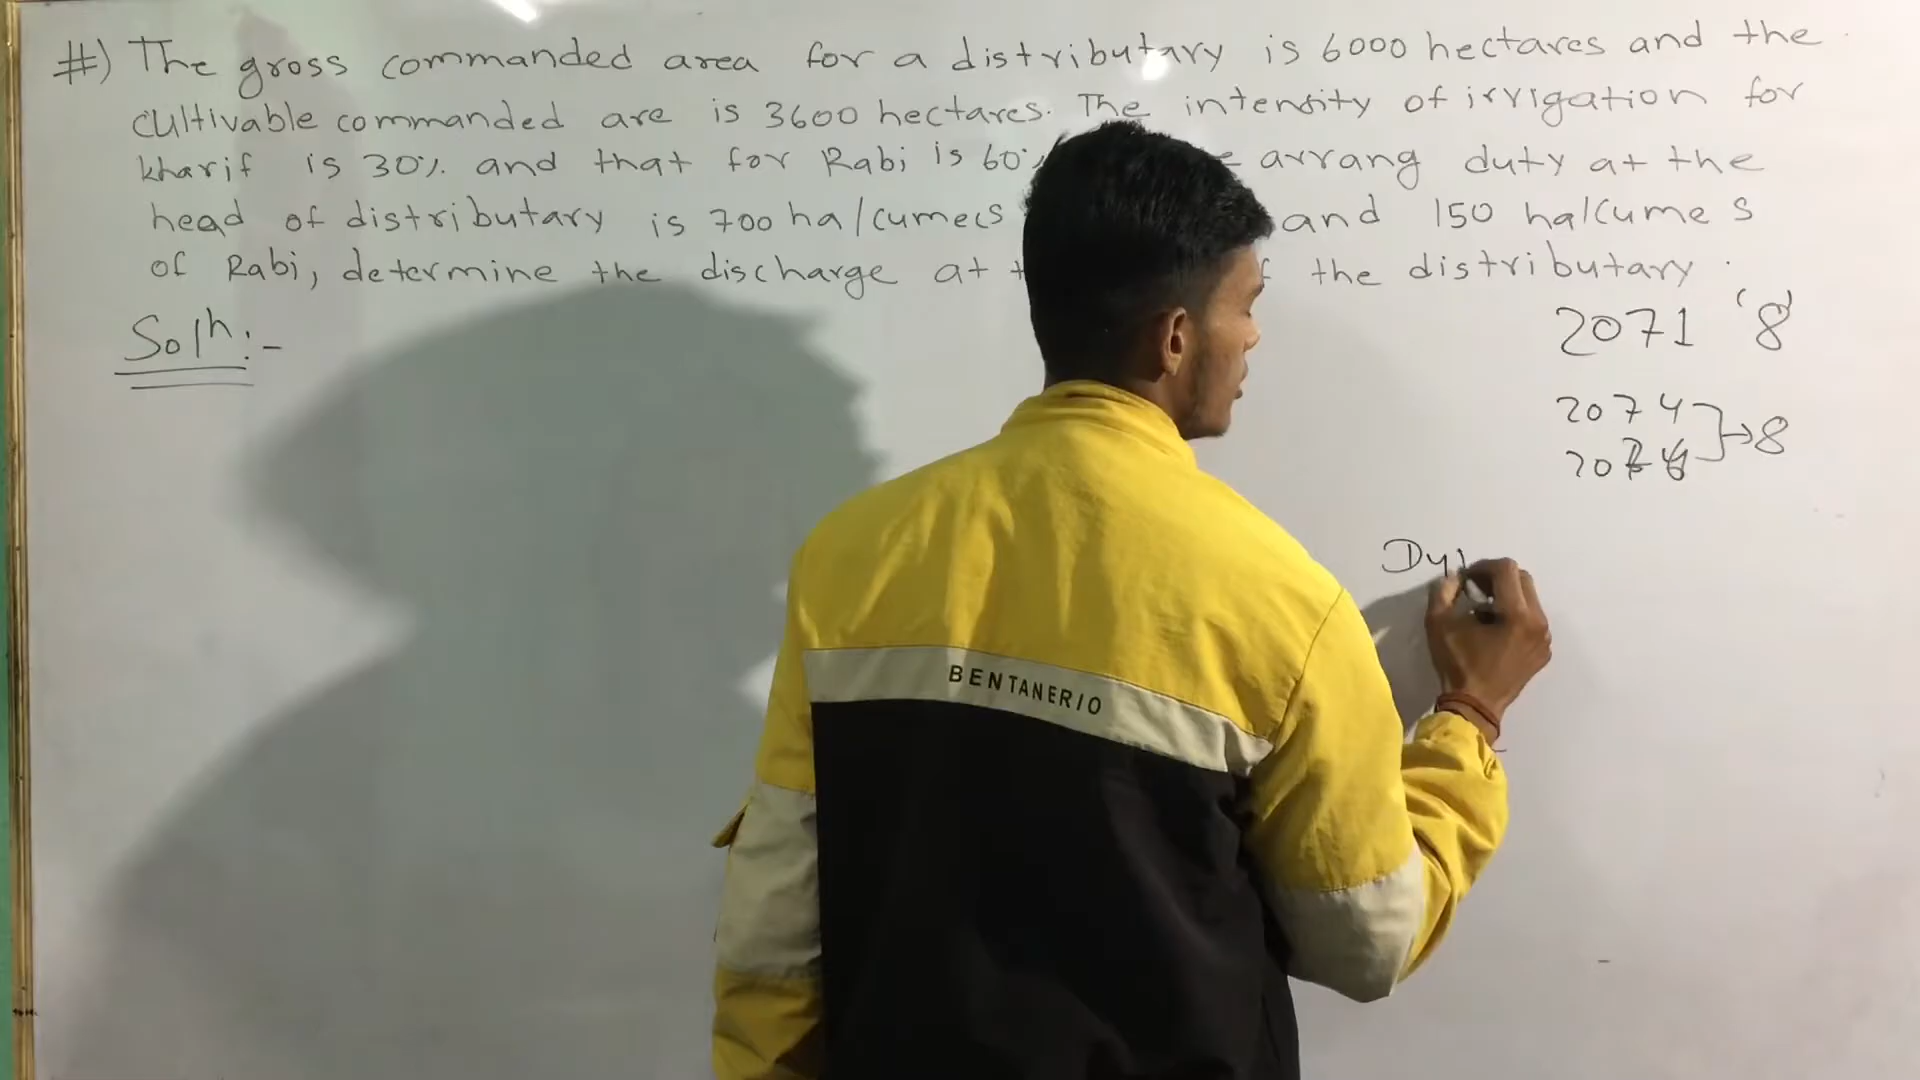 #) The gross commanded area for a distributary is 6000 hectares and the
cultivable commanded are is 3600 hectares. The intensity of irrigation for
kharif is 30% and that for Rabi is 60% arrang duty at the
head of distributary is 700 ha/cumecs and 150 ha/cume s
of Rabi, determine the discharge at the distributary.
Soln:-
2071 '8'
2074
→8
Du
BENTANERIO